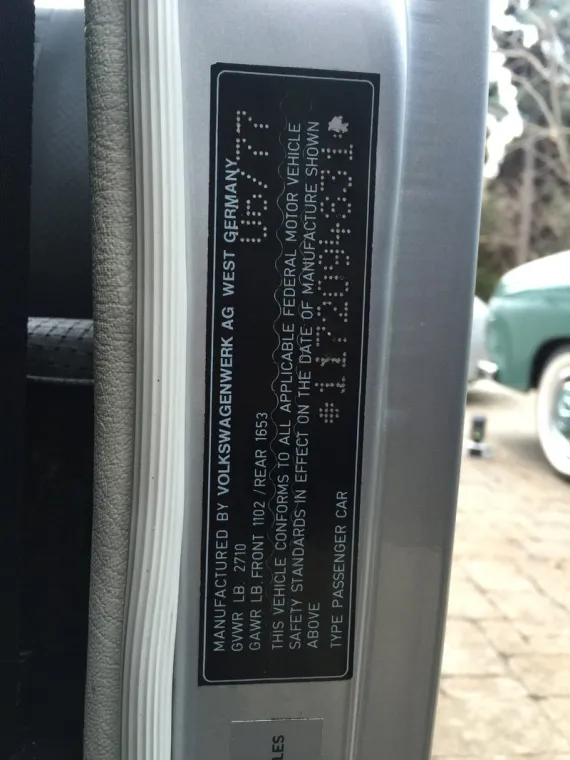 MANUFACTURED BY VOLKSWAGENWERK AG WEST GERMANY
06/77
GVWR LB. 2710
GAWR LB. FRONT 1102 / REAR 1653
THIS VEHICLE CONFORMS TO ALL APPLICABLE FEDERAL MOTOR VEHICLE
SAFETY STANDARDS IN EFFECT ON THE DATE OF MANUFACTURE SHOWN
ABOVE
TYPE PASSENGER CAR
LES